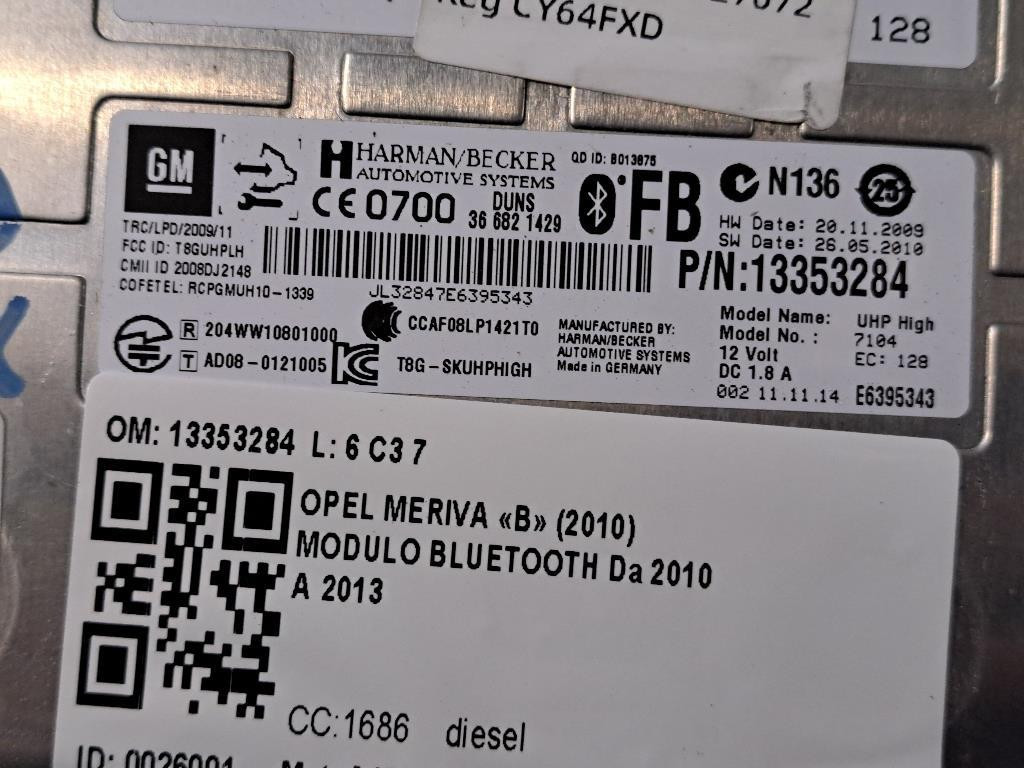 Reg CY64FXD
128
GM
HARMAN/BECKER
AUTOMOTIVE SYSTEMS
CE 0700
DUNS
36 682 1429
QD ID: B013875
FB
N136
25
HW Date: 20.11.2009
SW Date: 26.05.2010
TRC/LPD/2009/11
FCC ID: T8GUHPLH
CMII ID 2008DJ2148
COFETEL: RCPGMUH10-1339
JL32847E6395343
P/N:13353284
R 204WW10801000
T AD08-0121005
CCAF08LP1421T0
T8G-SKUHPHIGH
MANUFACTURED BY:
HARMAN/BECKER
AUTOMOTIVE SYSTEMS
Made in GERMANY
Model Name: UHP High
Model No.: 7104
12 Volt EC: 128
DC 1.8 A
002 11.11.14 E6395343
OM: 13353284 L: 6 C3 7
OPEL MERIVA «B» (2010)
MODULO BLUETOOTH Da 2010
A 2013
CC:1686 diesel
ID: 0026001